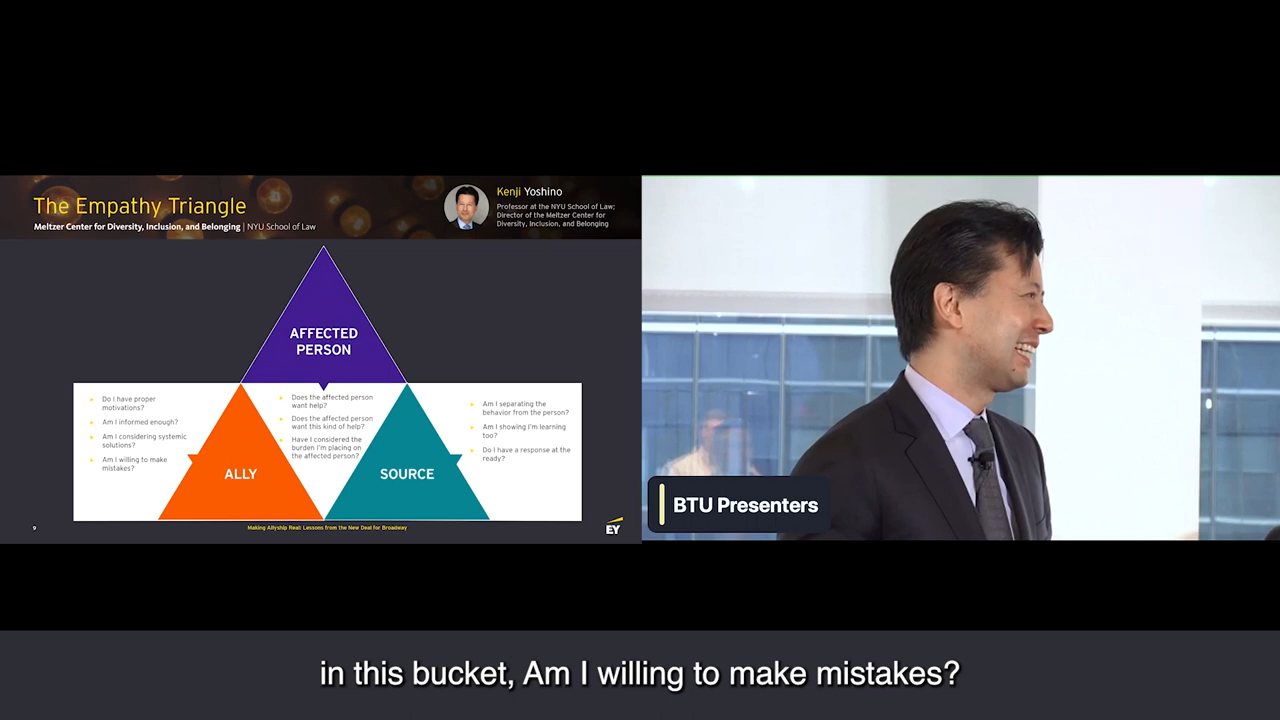 The Empathy Triangle
Meltzer Center for Diversity, Inclusion, and Belonging | NYU School of Law
Kenji Yoshino
Professor at the NYU School of Law;
Director of the Meltzer Center for
Diversity, Inclusion, and Belonging
AFFECTED
PERSON
Do I have proper
motivations?
Am I informed enough?
Am I considering systemic
solutions?
Am I willing to make
mistakes?
ALLY
Does the affected person
want help?
Does the affected person
want this kind of help?
Have I considered the
burden I'm placing on
the affected person?
SOURCE
Am I separating the
behavior from the person?
Am I showing I'm learning
too?
Do I have a response at the
ready?
9
Making Allyship Real: Lessons from the New Deal for Broadway
EY
BTU Presenters
in this bucket, Am I willing to make mistakes?